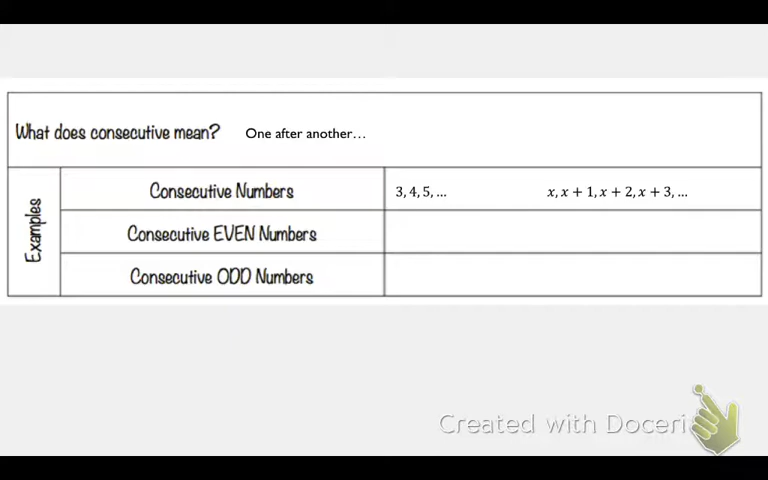 What does consecutive mean? One after another…
Examples
Consecutive Numbers 3, 4, 5, … x, x + 1, x + 2, x + 3, …
Consecutive EVEN Numbers
Consecutive ODD Numbers
Created with Doceri